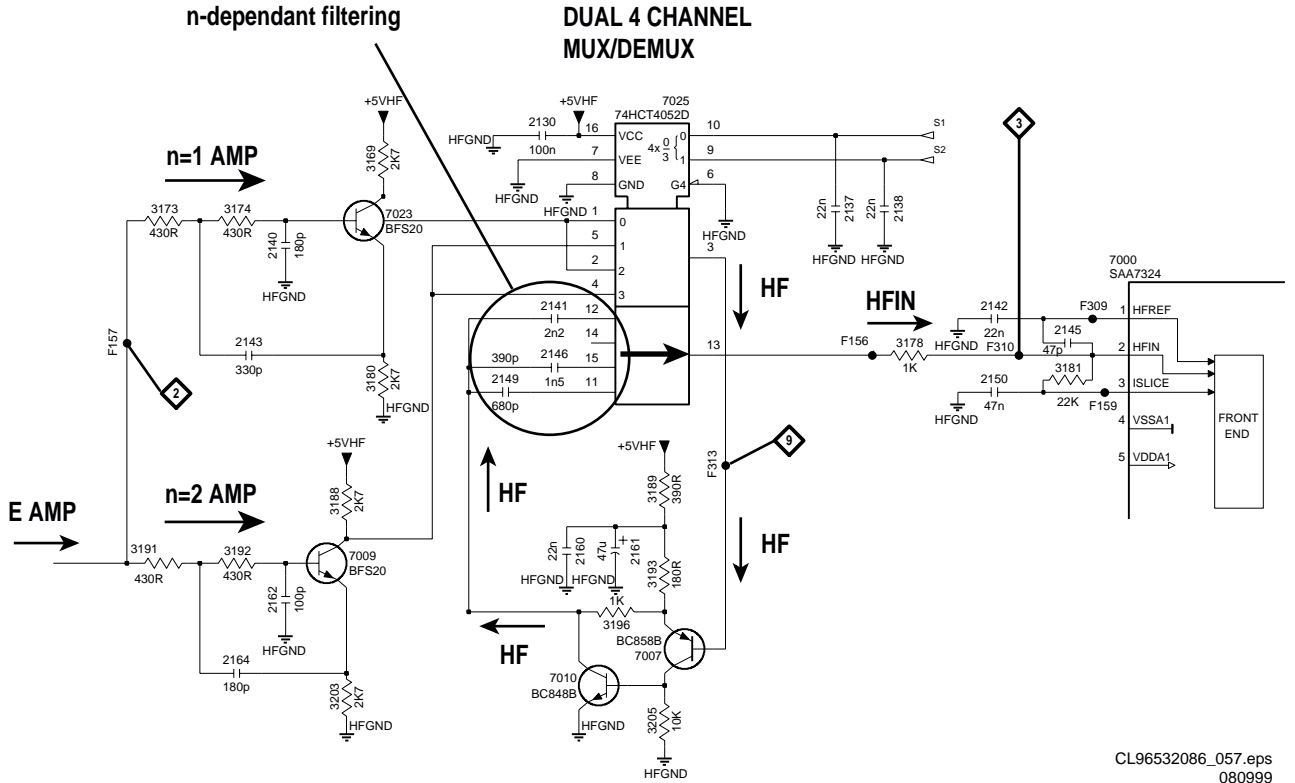 n-dependant filtering
DUAL 4 CHANNEL
MUX/DEMUX
+5VHF
3169
2K7
n=1 AMP
3173
430R
3174
430R
2140
180p
HFGND
7023
BFS20
2143
330p
3180
2K7
HFGND
F157
2
+5VHF
2130
100n
HFGND
HFGND
HFGND
7025
74HCT4052D
16
VCC
7
VEE
8
GND
4x
0
3
0
1
G4
10
9
6
S1
S2
22n
2137
22n
2138
HFGND
HFGND
HFGND
1
0
5
1
2
2
4
3
3
12
14
15
11
13
2141
2n2
390p
2146
1n5
2149
680p
HF
HFIN
3
F156
3178
1K
F310
HFGND
2142
22n
F309
2145
47p
3181
22K
2150
47n
HFGND
F159
7000
SAA7324
1
HFREF
2
HFIN
3
ISLICE
4
VSSA1
5
VDDA1
FRONT
END
E AMP
n=2 AMP
+5VHF
3188
2K7
3191
430R
3192
430R
7009
BFS20
2162
100p
HFGND
2164
180p
3203
2K7
HFGND
HF
+5VHF
3189
390R
F313
9
22n
2160
47u
+
2161
HFGND
HFGND
3193
180R
HF
1K
3196
HF
BC858B
7007
7010
BC848B
HFGND
3205
10K
HFGND
CL96532086_057.eps
080999